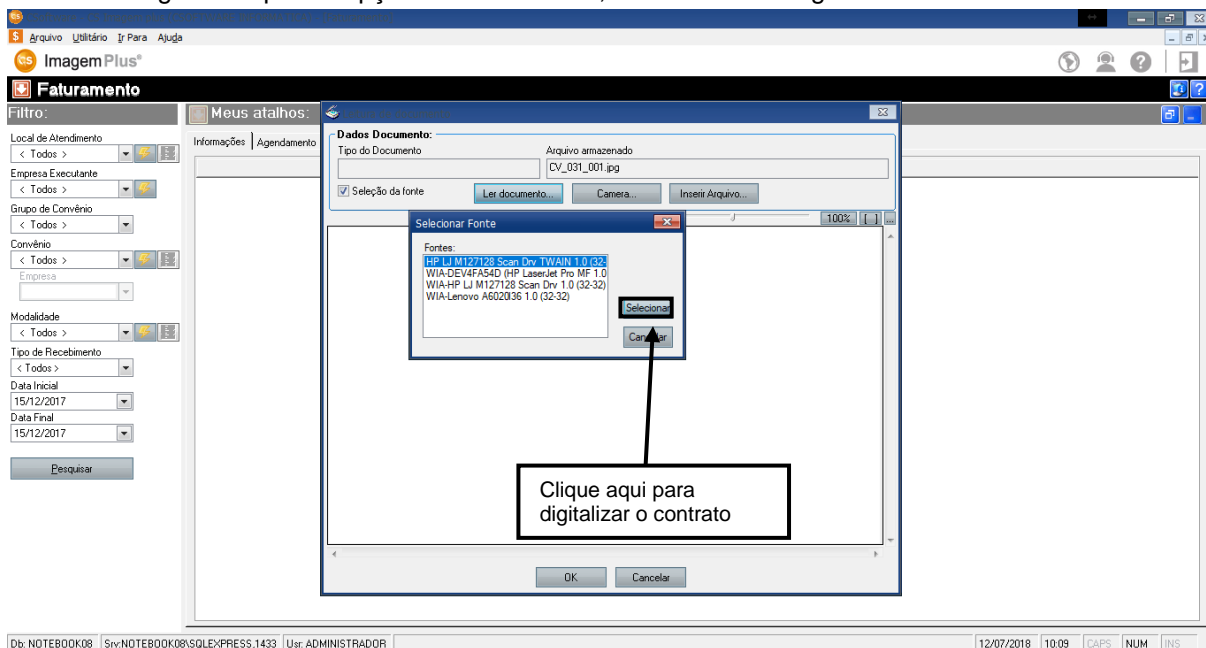 Arquivo Utilitário Ir Para Ajuda
ImagemPlus®
Faturamento
Filtro:
Meus atalhos:
Local de Atendimento
< Todos >
Empresa Executante
< Todos >
Grupo de Convênio
< Todos >
Convênio
< Todos >
Empresa
Modalidade
< Todos >
Tipo de Recebimento
< Todos >
Data Inicial
15/12/2017
Data Final
15/12/2017
Pesquisar
Informações Agendamento
Dados Documento:
Tipo do Documento Arquivo armazenado
CV_031_001.jpg
Seleção da fonte Ler documento... Camera... Inserir Arquivo...
100% [ ] ...
Selecionar Fonte
Fontes:
HP LJ M127128 Scan Drv TWAIN 1.0 (32-
WIA-DEV4FA54D (HP LaserJet Pro MF 1.0
WIA-HP LJ M127128 Scan Drv 1.0 (32-32)
WIA-Lenovo A6020I36 1.0 (32-32)
Selecionar
Clique aqui para
digitalizar o contrato
OK Cancelar
Db: NOTEBOOK08 Srv:NOTEBOOK08\SQLEXPRESS,1433 Usr: ADMINISTRADOR 12/07/2018 10:09 CAPS NUM INS